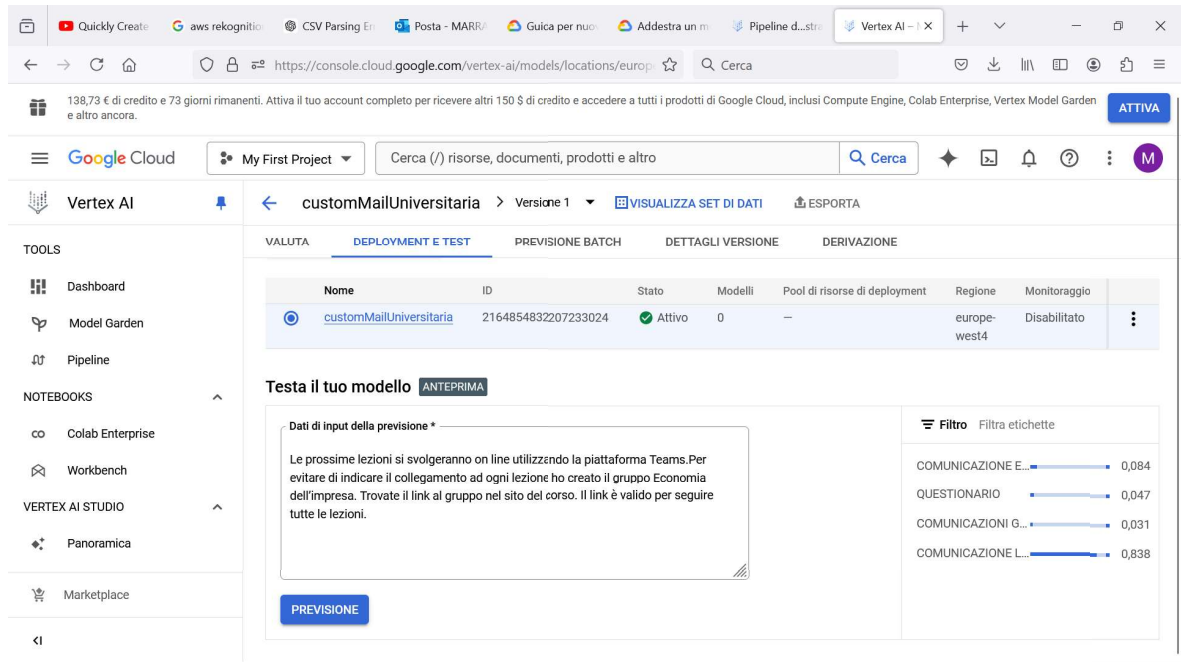 Quickly Create
aws rekognitio
CSV Parsing Er
Posta - MARRA
Guica per nuov
Addestra un m
Pipeline d...stra
Vertex AI –
https://console.cloud.google.com/vertex-ai/models/locations/europ
Cerca
138,73 € di credito e 73 giorni rimanenti. Attiva il tuo account completo per ricevere altri 150 $ di credito e accedere a tutti i prodotti di Google Cloud, inclusi Compute Engine, Colab Enterprise, Vertex Model Garden
e altro ancora.
ATTIVA
Google Cloud
My First Project
Cerca (/) risorse, documenti, prodotti e altro
Cerca
M
Vertex AI
customMailUniversitaria
Versione 1
VISUALIZZA SET DI DATI
ESPORTA
TOOLS
VALUTA
DEPLOYMENT E TEST
PREVISIONE BATCH
DETTAGLI VERSIONE
DERIVAZIONE
Dashboard
Model Garden
Pipeline
NOTEBOOKS
Colab Enterprise
Workbench
VERTEX AI STUDIO
Panoramica
Marketplace
Nome ID Stato Modelli Pool di risorse di deployment Regione Monitoraggio
customMailUniversitaria 2164854832207233024 Attivo 0 — europe- Disabilitato
west4
Testa il tuo modello ANTEPRIMA
Dati di input della previsione *
Le prossime lezioni si svolgeranno on line utilizzando la piattaforma Teams.Per
evitare di indicare il collegamento ad ogni lezione ho creato il gruppo Economia
dell'impresa. Trovate il link al gruppo nel sito del corso. Il link è valido per seguire
tutte le lezioni.
PREVISIONE
Filtro Filtra etichette
COMUNICAZIONE E... 0,084
QUESTIONARIO 0,047
COMUNICAZIONI G... 0,031
COMUNICAZIONE L... 0,838